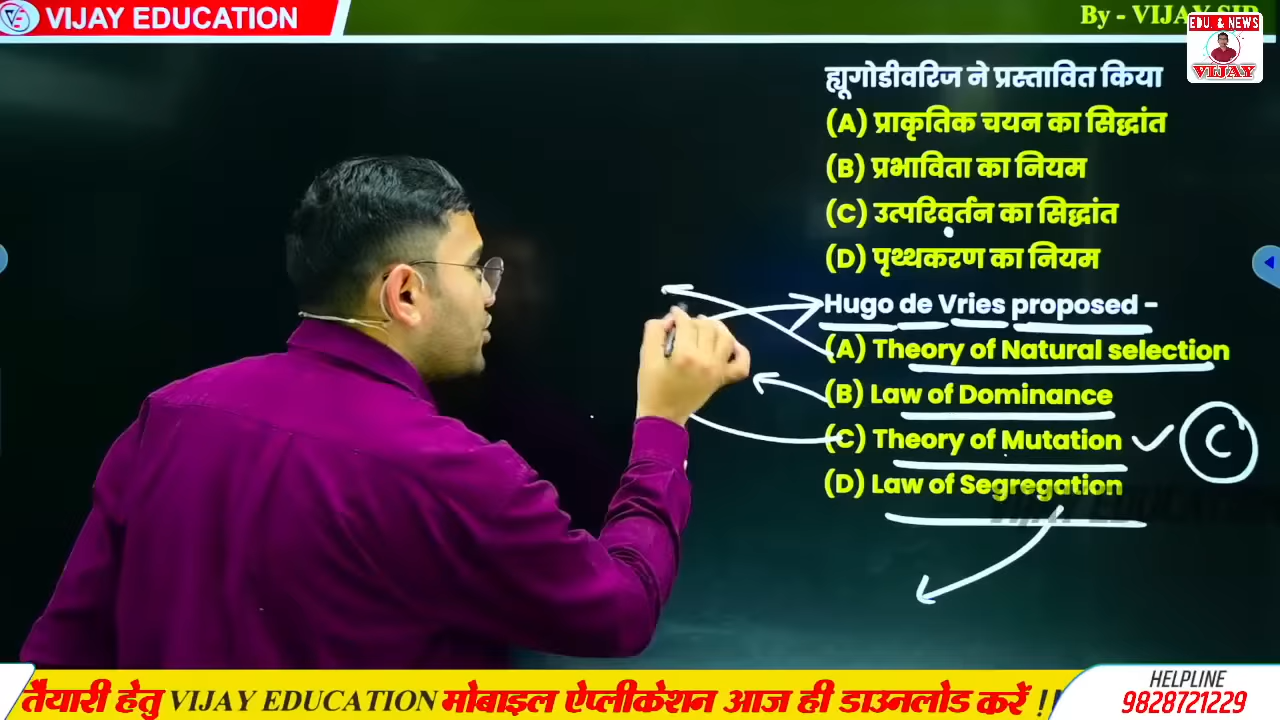 VIJAY EDUCATION
By - VIJAY SIR
EDU. & NEWS
VIJAY
ह्यूगोडीवरिज ने प्रस्तावित किया
(A) प्राकृतिक चयन का सिद्धांत
(B) प्रभाविता का नियम
(C) उत्परिवर्तन का सिद्धांत
(D) पृथ्थकरण का नियम
Hugo de Vries proposed -
(A) Theory of Natural selection
(B) Law of Dominance
(C) Theory of Mutation
C
(D) Law of Segregation
VIJAY EDUCATION
तैयारी हेतु VIJAY EDUCATION मोबाइल ऐप्लीकेशन आज ही डाउनलोड करें !!
HELPLINE
9828721229